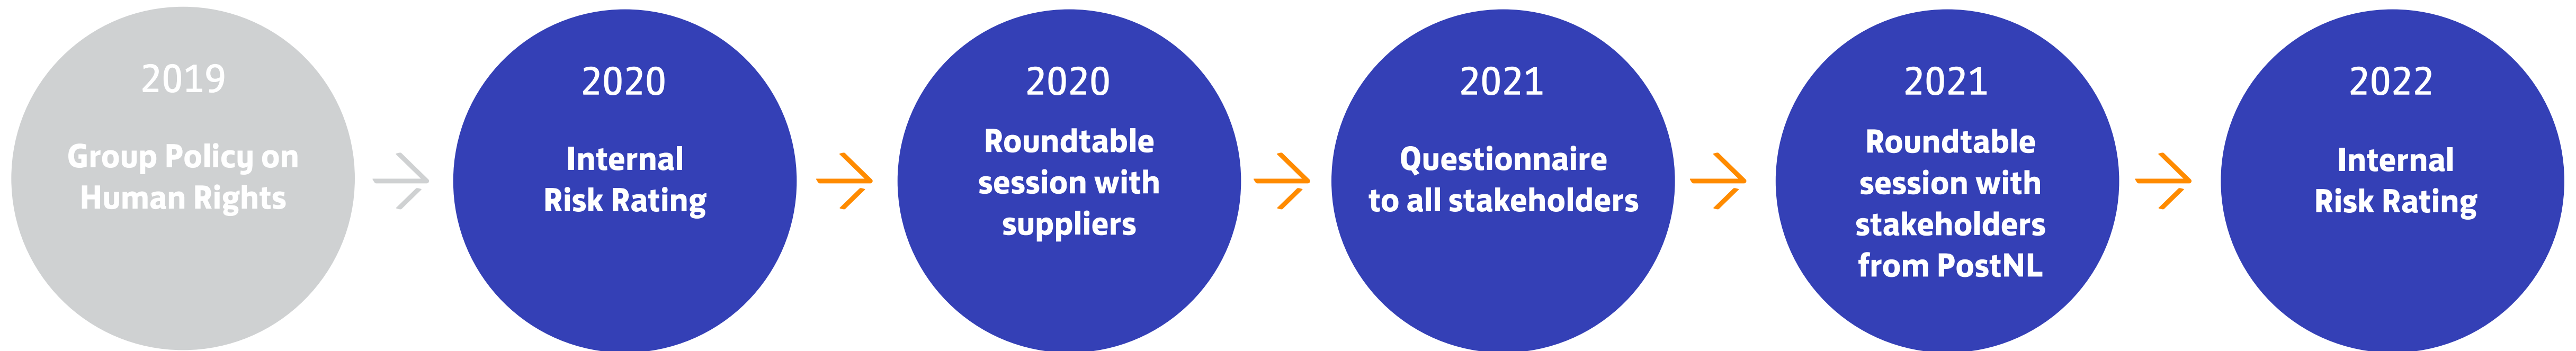 2019
Group Policy on
Human Rights
2020
Internal
Risk Rating
2020
Roundtable
session with
suppliers
2021
Questionnaire
to all stakeholders
2021
Roundtable
session with
stakeholders
from PostNL
2022
Internal
Risk Rating